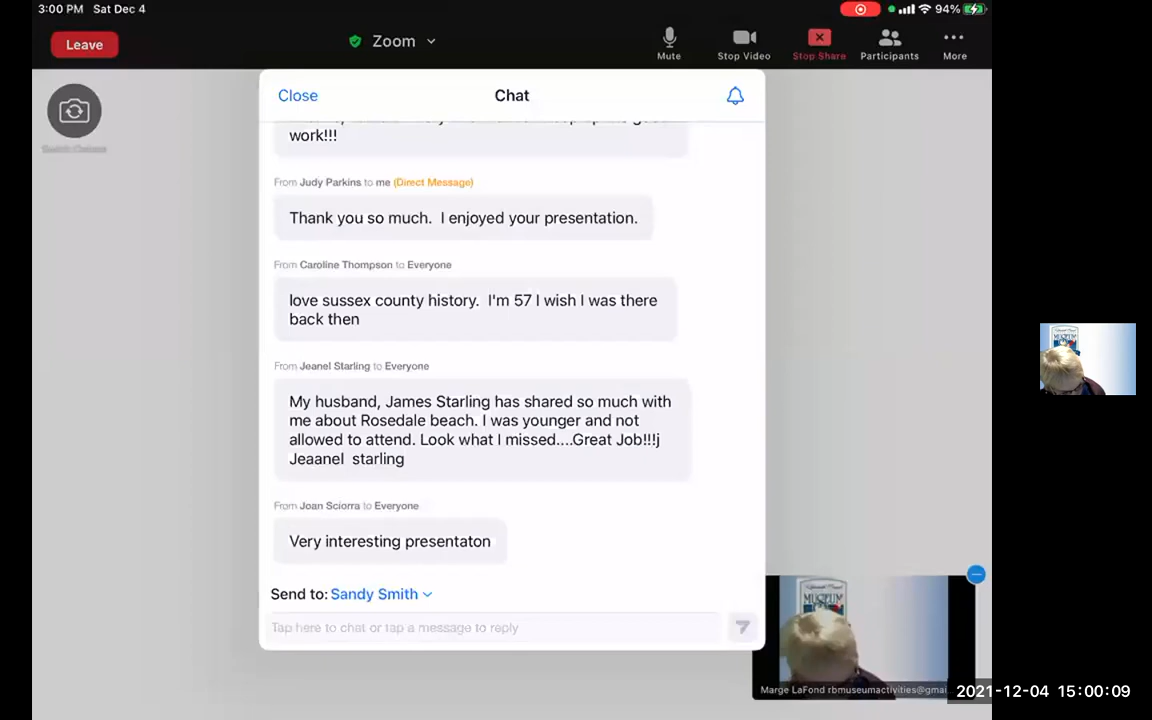 3:00 PM Sat Dec 4
94%
Leave
Zoom
Mute
Stop Video
Stop Share
Participants
More
Close
Chat
work!!!
From Judy Parkins to me (Direct Message)
Thank you so much.  I enjoyed your presentation.
From Caroline Thompson to Everyone
love sussex county history.  I'm 57 I wish I was there
back then
From Jeanel Starling to Everyone
My husband, James Starling has shared so much with
me about Rosedale beach. I was younger and not
allowed to attend. Look what I missed....Great Job!!!j
Jeaanel  starling
From Joan Sciorra to Everyone
Very interesting presentaton
Send to: Sandy Smith
Tap here to chat or tap a message to reply
MUSEUM
MUSEUM
Marge LaFond rbmuseumactivities@gmai
2021-12-04 15:00:09